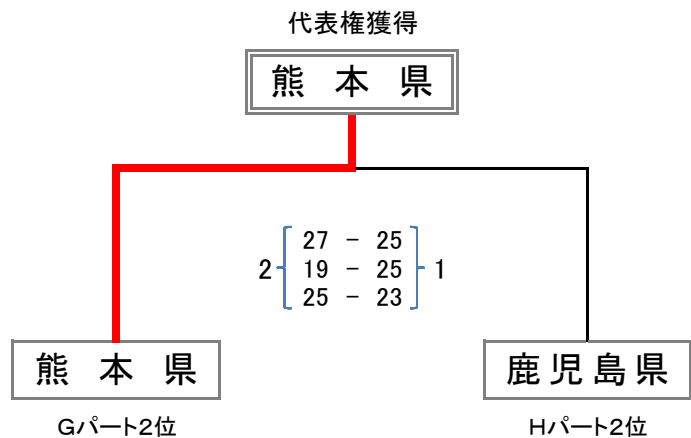 代表権獲得
熊本県
27 - 25
2 19 - 25 1
25 - 23
熊本県 鹿児島県
Gパート2位 Hパート2位